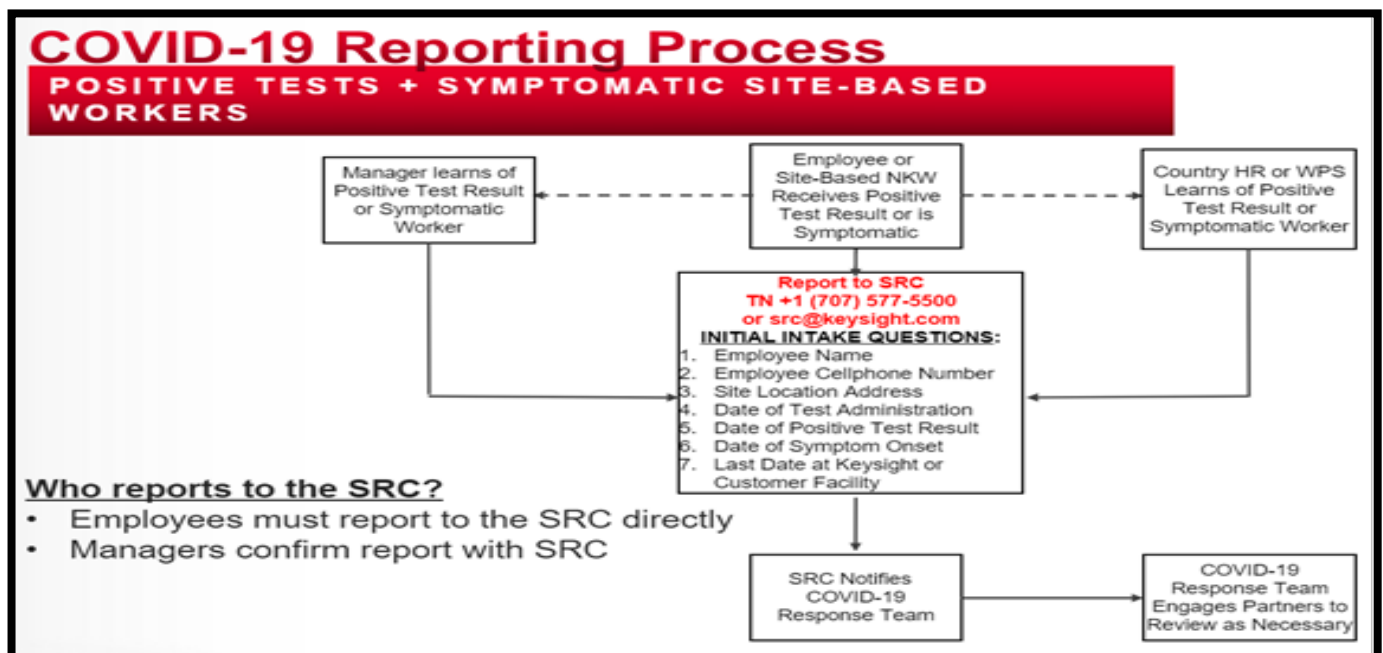 COVID-19 Reporting Process
POSITIVE TESTS + SYMPTOMATIC SITE-BASED
WORKERS
Manager learns of
Positive Test Result
or Symptomatic
Worker
Employee or
Site-Based NKW
Receives Positive
Test Result or is
Symptomatic
Country HR or WPS
Learns of Positive
Test Result or
Symptomatic Worker
Report to SRC
TN +1 (707) 577-5500
or src@keysight.com
INITIAL INTAKE QUESTIONS:
1. Employee Name
2. Employee Cellphone Number
3. Site Location Address
4. Date of Test Administration
5. Date of Positive Test Result
6. Date of Symptom Onset
7. Last Date at Keysight or
Customer Facility
Who reports to the SRC?
• Employees must report to the SRC directly
• Managers confirm report with SRC
SRC Notifies
COVID-19
Response Team
COVID-19
Response Team
Engages Partners to
Review as Necessary